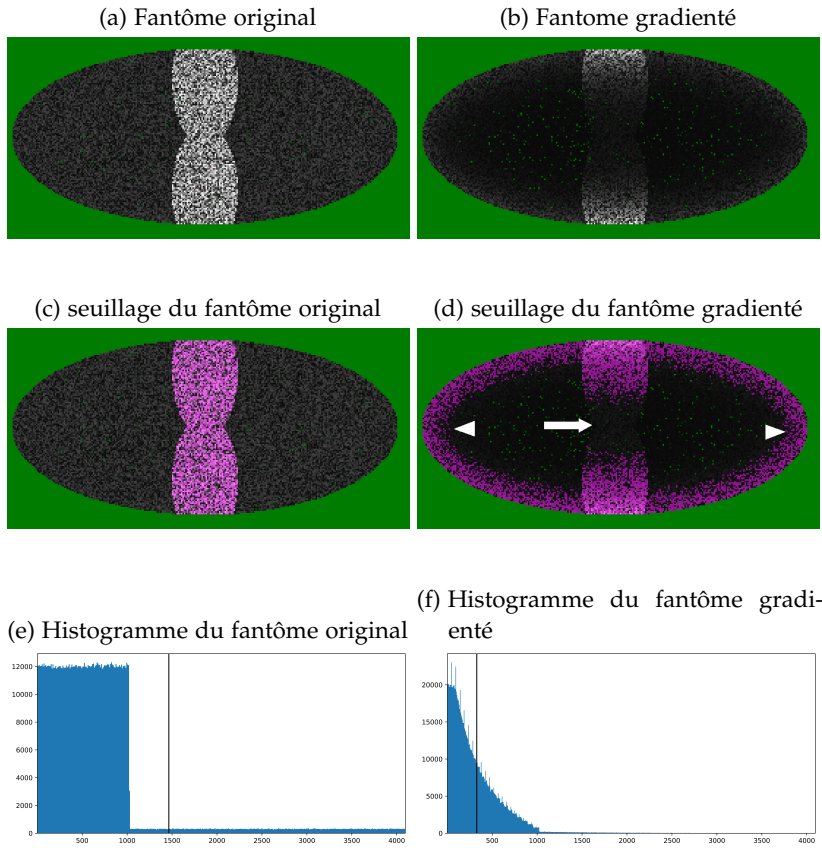 (a) Fantôme original
(b) Fantome gradienté
(c) seuillage du fantôme original
(d) seuillage du fantôme gradienté
(e) Histogramme du fantôme original
(f) Histogramme du fantôme gradi-
enté
12000
10000
8000
6000
4000
2000
0
500 1000 1500 2000 2500 3000 3500 4000
20000
15000
10000
5000
0
500 1000 1500 2000 2500 3000 3500 4000